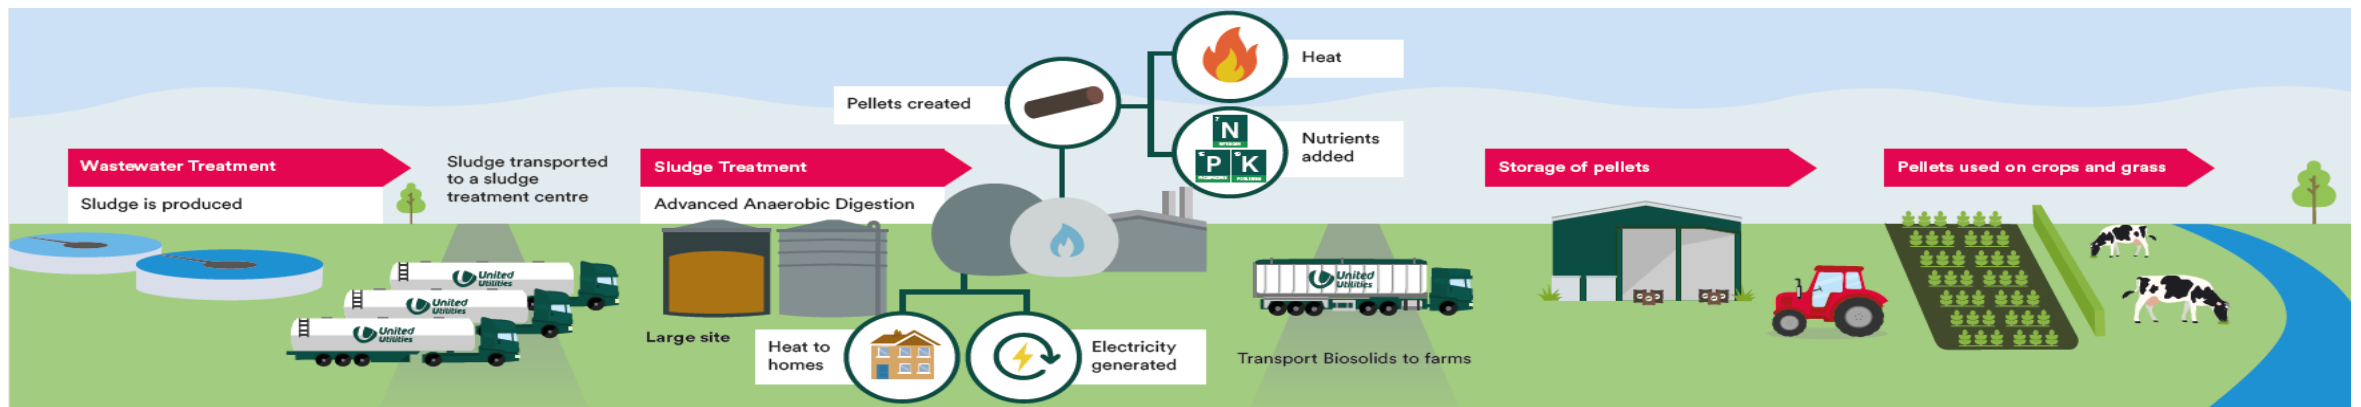 Wastewater Treatment
Sludge is produced
Sludge transported
to a sludge
treatment centre
United
Utilities
United
Utilities
United
Utilities
Sludge Treatment
Advanced Anaerobic Digestion
Large site
Pellets created
Heat
N
P K
Nutrients
added
Heat to
homes
Electricity
generated
United
Utilities
Transport Biosolids to farms
Storage of pellets
Pellets used on crops and grass